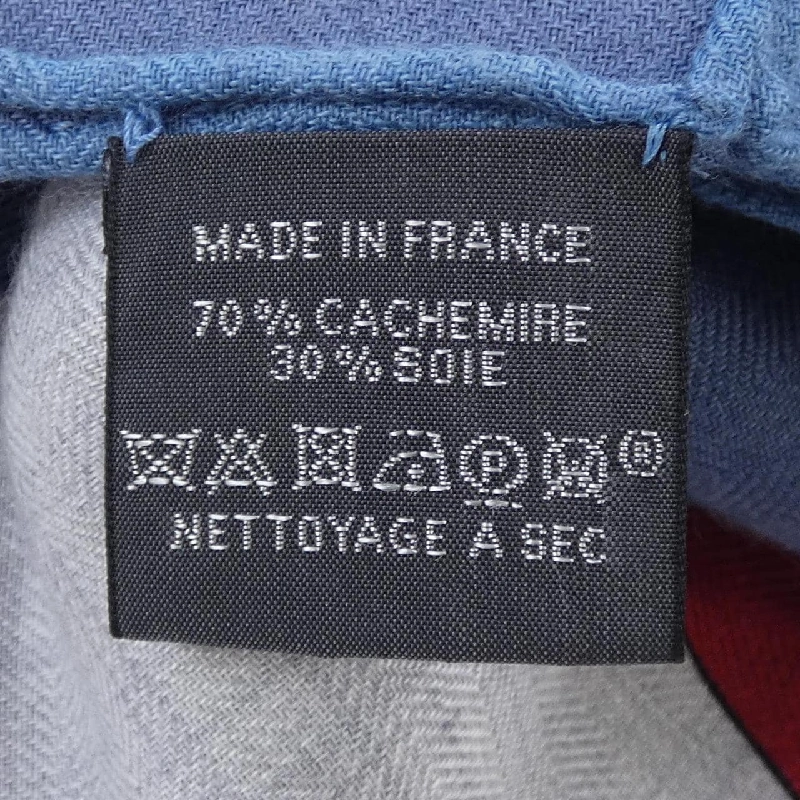 MADE IN FRANCE
70 % CACHEMIRE
30 % SOIE
P ®
NETTOYAGE A SEC